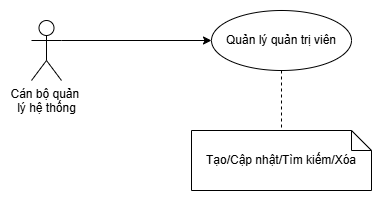 Quản lý quản trị viên
Cán bộ quản
lý hệ thống
Tạo/Cập nhật/Tìm kiếm/Xóa